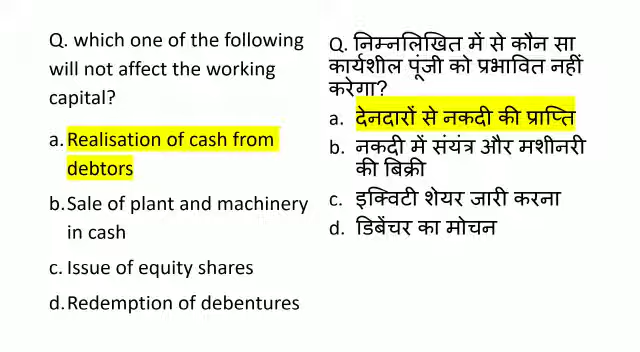 Q. which one of the following
will not affect the working
capital?
a. Realisation of cash from
debtors
b. Sale of plant and machinery
in cash
c. Issue of equity shares
d. Redemption of debentures
Q. निम्नलिखित में से कौन सा
कार्यशील पूंजी को प्रभावित नहीं
करेगा?
a. देनदारों से नकदी की प्राप्ति
b. नकदी में संयंत्र और मशीनरी
की बिक्री
c. इक्विटी शेयर जारी करना
d. डिबेंचर का मोचन